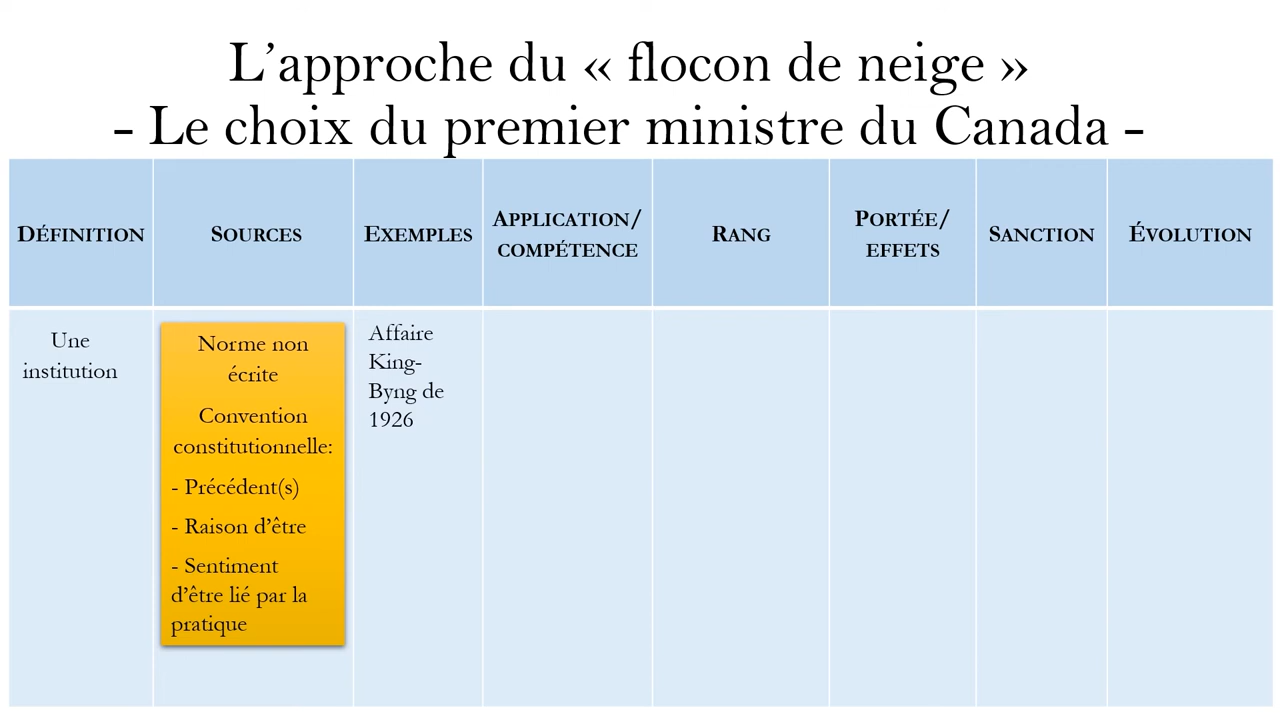 L’approche du « flocon de neige »
- Le choix du premier ministre du Canada -
DÉFINITION
SOURCES
EXEMPLES
APPLICATION/
COMPÉTENCE
RANG
PORTÉE/
EFFETS
SANCTION
ÉVOLUTION
Une
institution
Norme non
écrite
Convention
constitutionnelle:
- Précédent(s)
- Raison d’être
- Sentiment
d’être lié par la
pratique
Affaire
King-
Byng de
1926